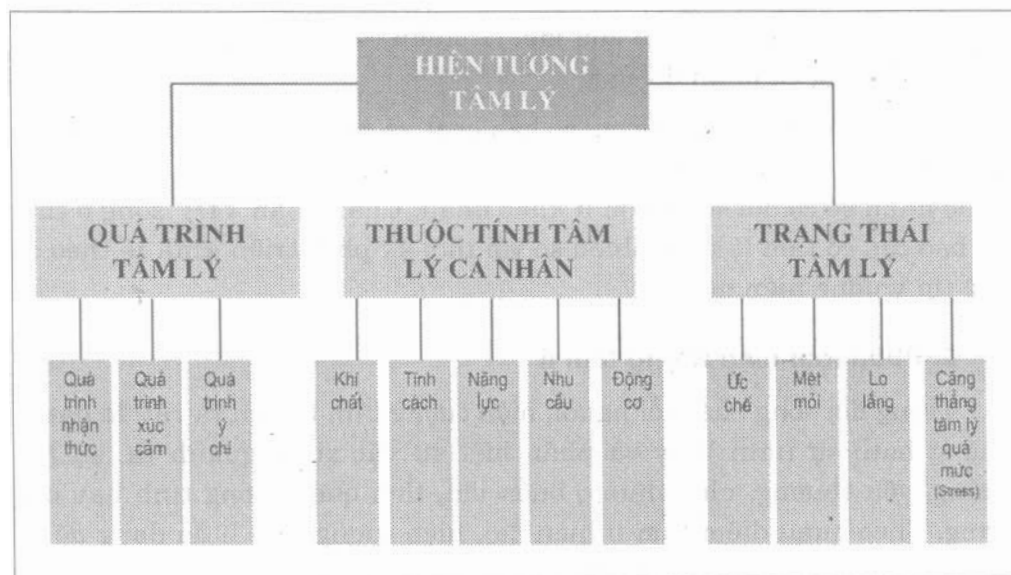 HIỆN TƯỢNG
TÂM LÝ
QUÁ TRÌNH
TÂM LÝ
THUỘC TÍNH TÂM
LÝ CÁ NHÂN
TRẠNG THÁI
TÂM LÝ
Quá
trình
nhận
thức
Quá
trình
xúc
cảm
Quá
trình
ý
chí
Khí
chất
Tính
cách
Năng
lực
Nhu
cầu
Động
cơ
Ức
chế
Mệt
mỏi
Lo
lắng
Căng
thẳng
tâm lý
quá
mức
(Stress)